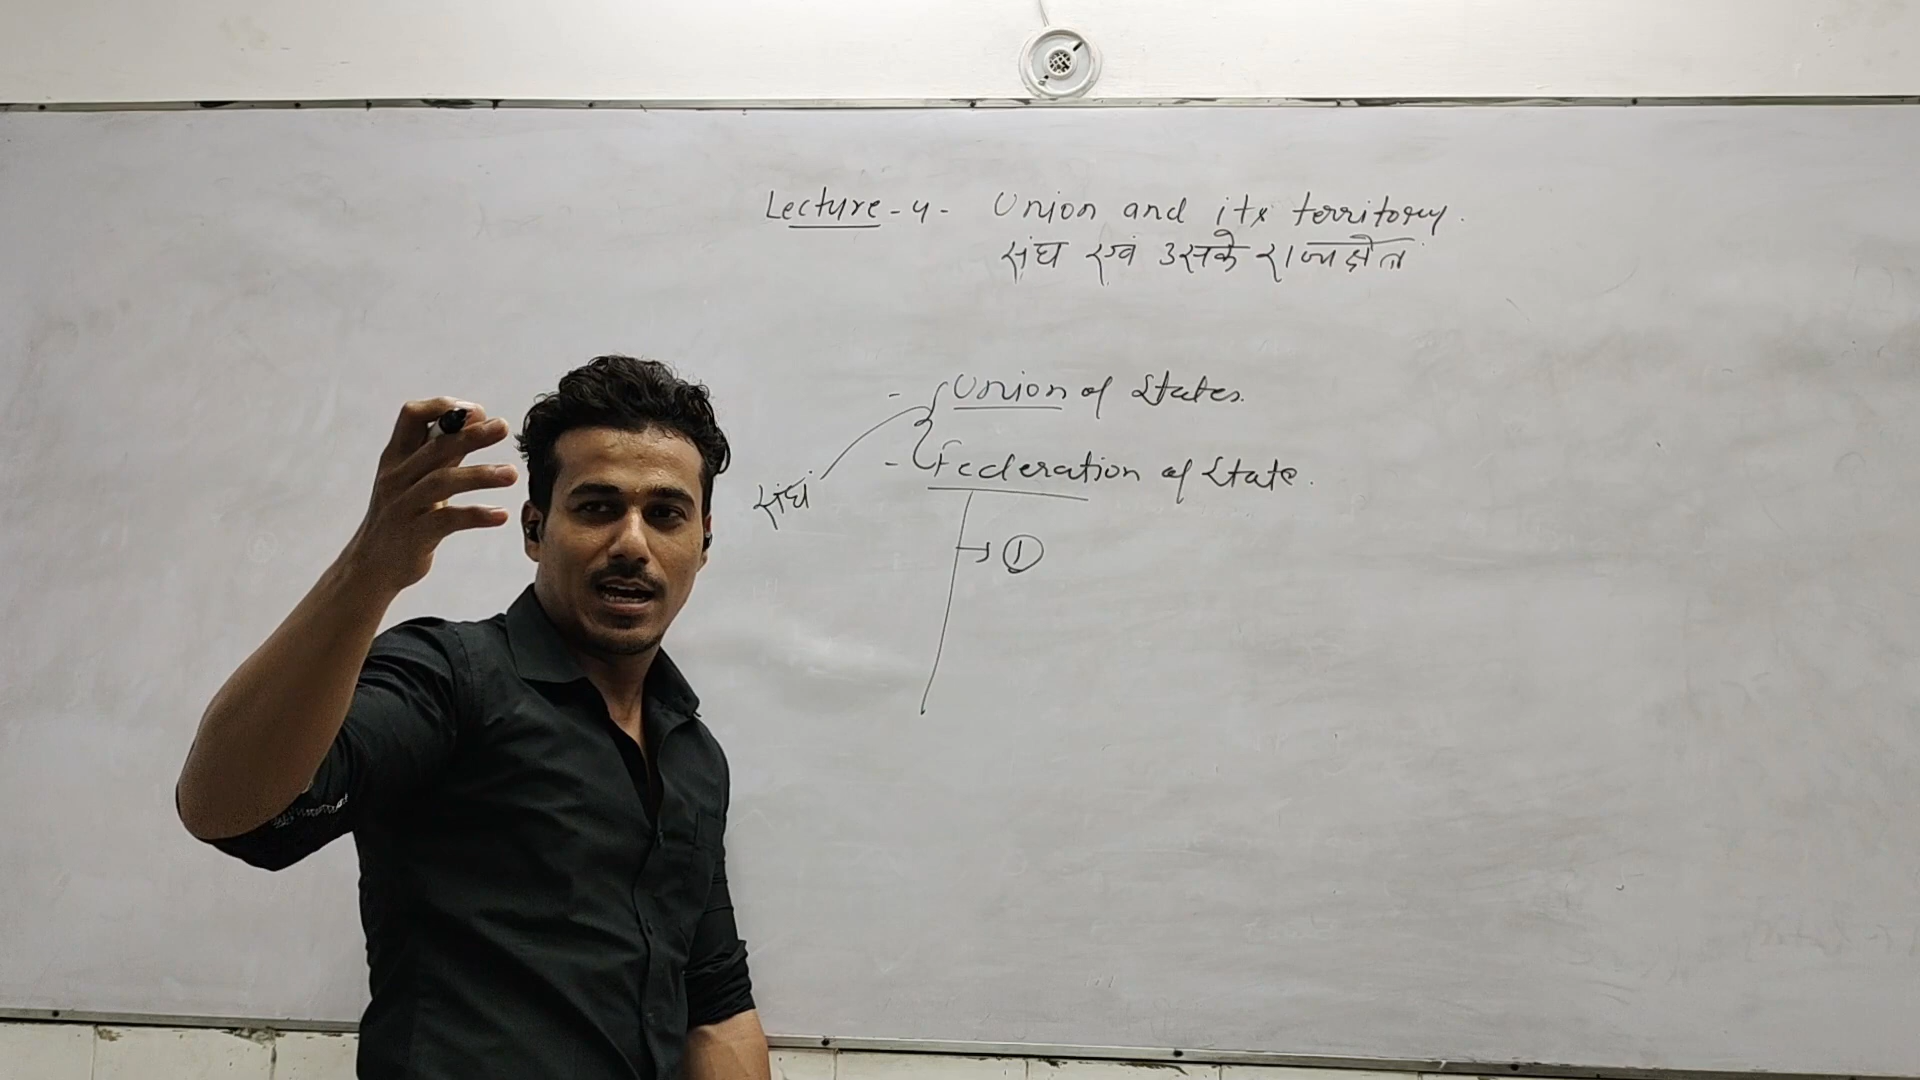 Lecture-4- Union and its territory.
संघ एवं उसके राज्यक्षेत्र
- Union of States.
- Federation of State.
संघ
①